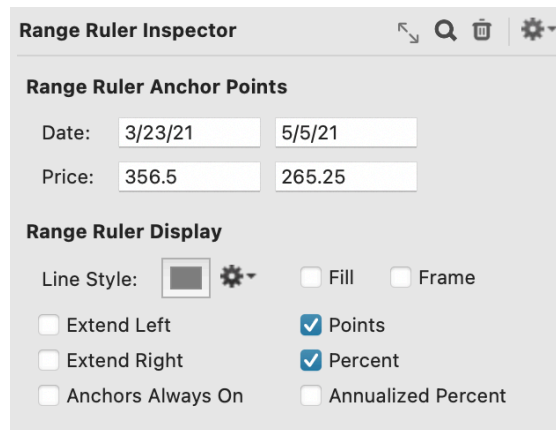 Range Ruler Inspector
Range Ruler Anchor Points
Date: 3/23/21 5/5/21
Price: 356.5 265.25
Range Ruler Display
Line Style: Fill Frame
Extend Left Points
Extend Right Percent
Anchors Always On Annualized Percent